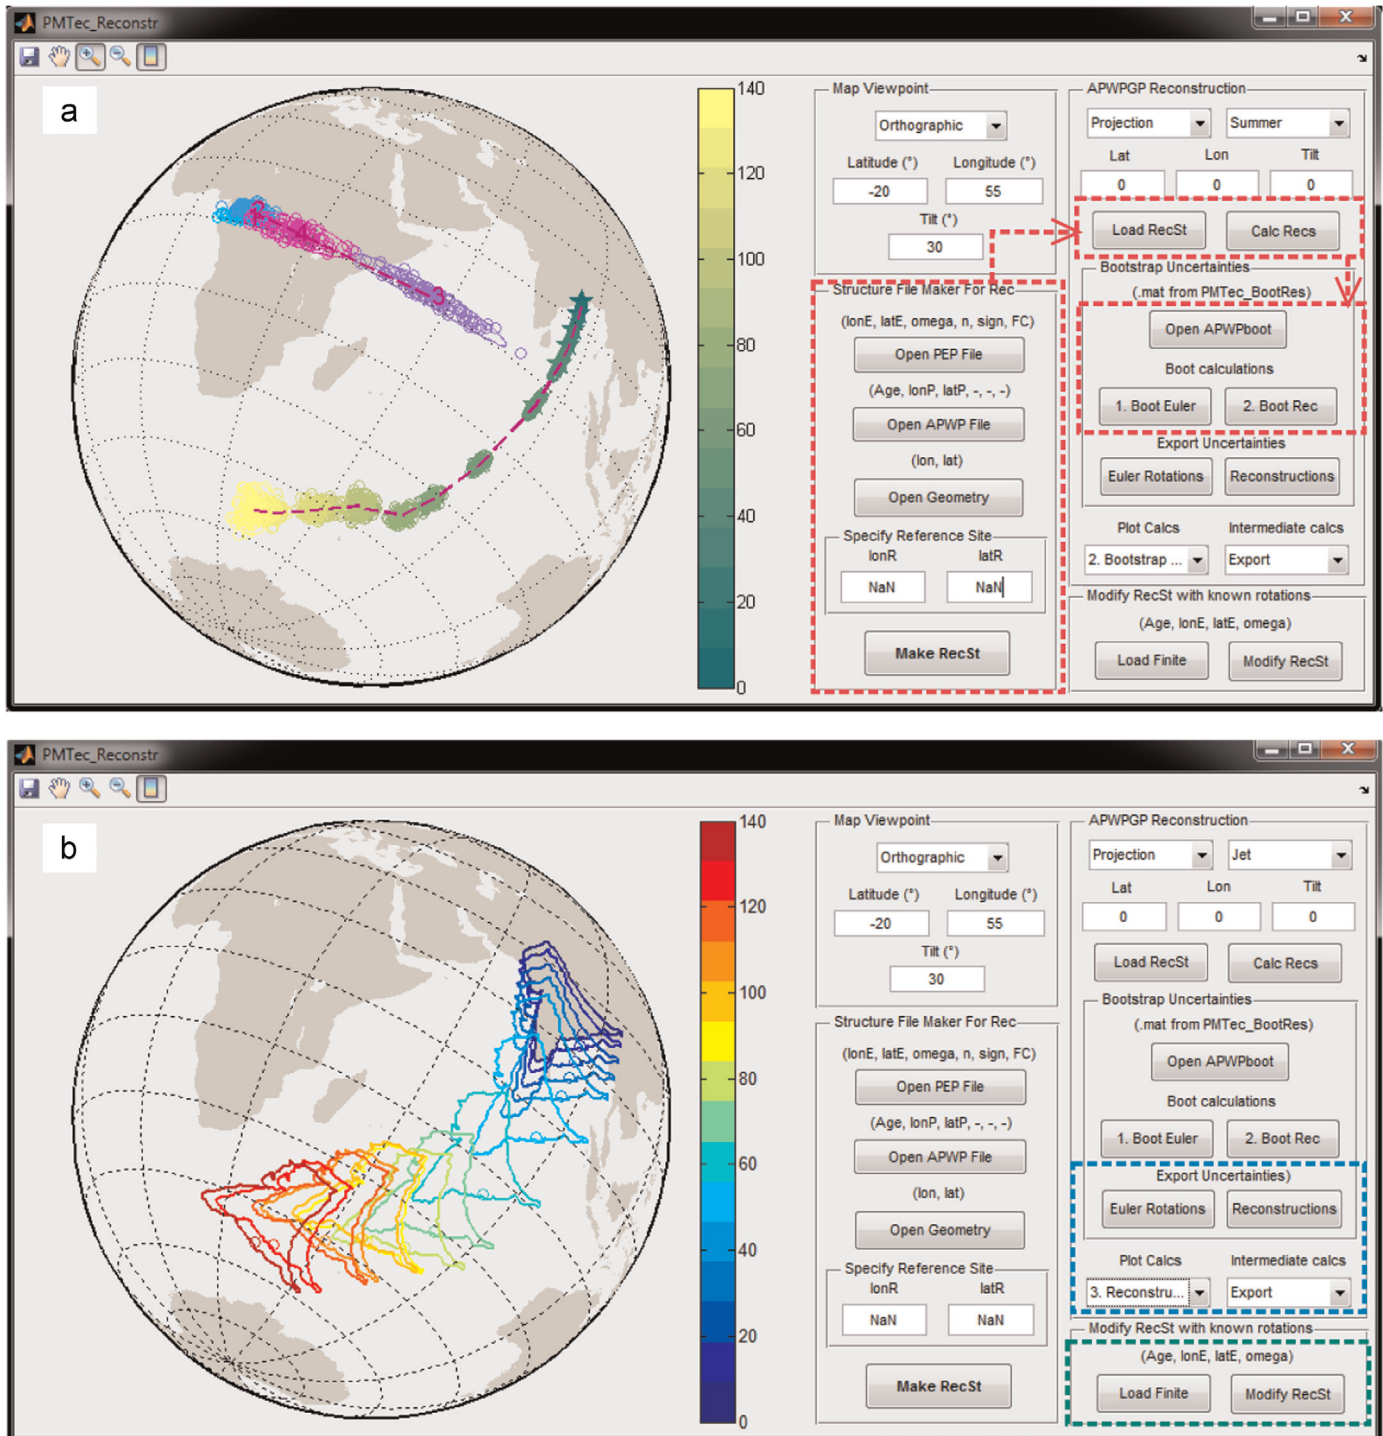 PMTec_Reconstr
a
140
120
100
80
60
40
20
0
3
Map Viewpoint
Orthographic
Latitude (°) Longitude (°)
-20 55
Tilt (°)
30
Structure File Maker For Rec
(lonE, latE, omega, n, sign, FC)
Open PEP File
(Age, lonP, latP, -, -, -)
Open APWP File
(lon, lat)
Open Geometry
Specify Reference Site
lonR latR
NaN NaN
Make RecSt
APWPGP Reconstruction
Projection Summer
Lat Lon Tilt
0 0 0
Load RecSt Calc Recs
Bootstrap Uncertainties
(.mat from PMTec_BootRes)
Open APWPboot
Boot calculations
1. Boot Euler 2. Boot Rec
Export Uncertainties
Euler Rotations Reconstructions
Plot Calcs Intermediate calcs
2. Bootstrap ... Export
Modify RecSt with known rotations
(Age, lonE, latE, omega)
Load Finite Modify RecSt
PMTec_Reconstr
b
140
120
100
80
60
40
20
0
Map Viewpoint
Orthographic
Latitude (°) Longitude (°)
-20 55
Tilt (°)
30
Structure File Maker For Rec
(lonE, latE, omega, n, sign, FC)
Open PEP File
(Age, lonP, latP, -, -, -)
Open APWP File
(lon, lat)
Open Geometry
Specify Reference Site
lonR latR
NaN NaN
Make RecSt
APWPGP Reconstruction
Projection Jet
Lat Lon Tilt
0 0 0
Load RecSt Calc Recs
Bootstrap Uncertainties
(.mat from PMTec_BootRes)
Open APWPboot
Boot calculations
1. Boot Euler 2. Boot Rec
Export Uncertainties)
Euler Rotations Reconstructions
Plot Calcs Intermediate calcs
3. Reconstru... Export
Modify RecSt with known rotations
(Age, lonE, latE, omega)
Load Finite Modify RecSt